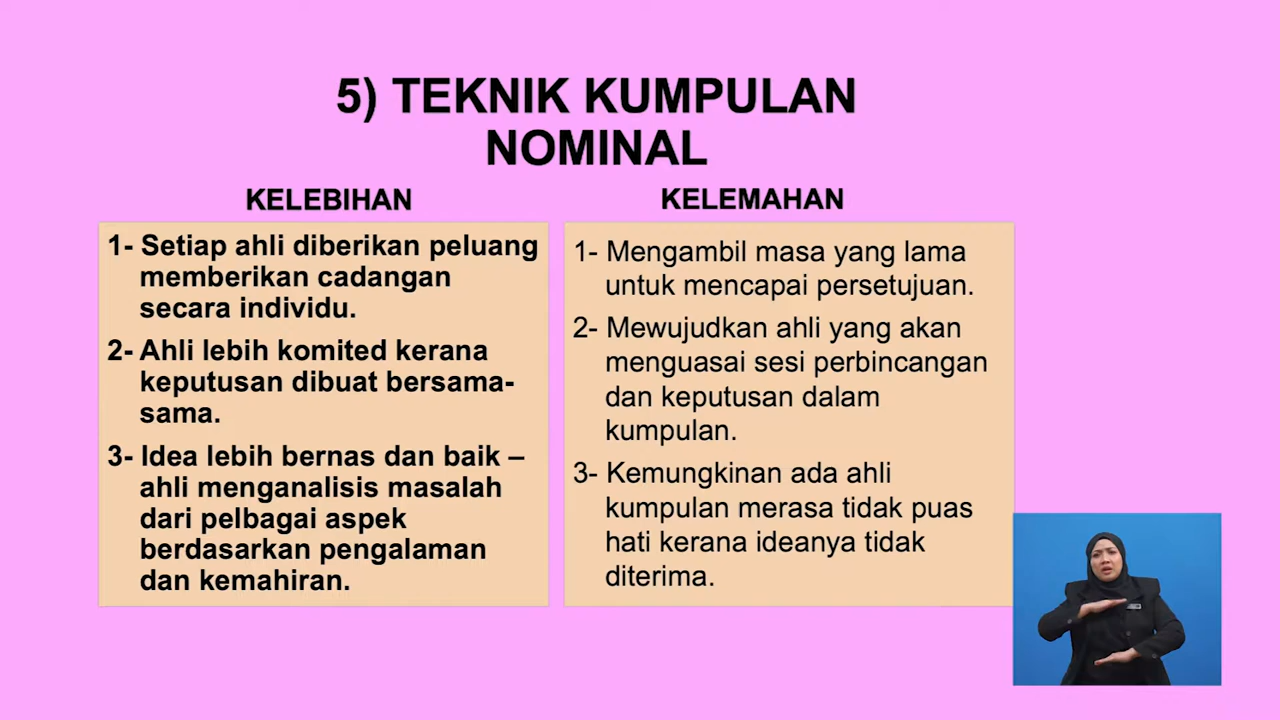 5) TEKNIK KUMPULAN
NOMINAL
KELEBIHAN
1- Setiap ahli diberikan peluang
memberikan cadangan
secara individu.
2- Ahli lebih komited kerana
keputusan dibuat bersama-
sama.
3- Idea lebih bernas dan baik –
ahli menganalisis masalah
dari pelbagai aspek
berdasarkan pengalaman
dan kemahiran.
KELEMAHAN
1- Mengambil masa yang lama
untuk mencapai persetujuan.
2- Mewujudkan ahli yang akan
menguasai sesi perbincangan
dan keputusan dalam
kumpulan.
3- Kemungkinan ada ahli
kumpulan merasa tidak puas
hati kerana ideanya tidak
diterima.